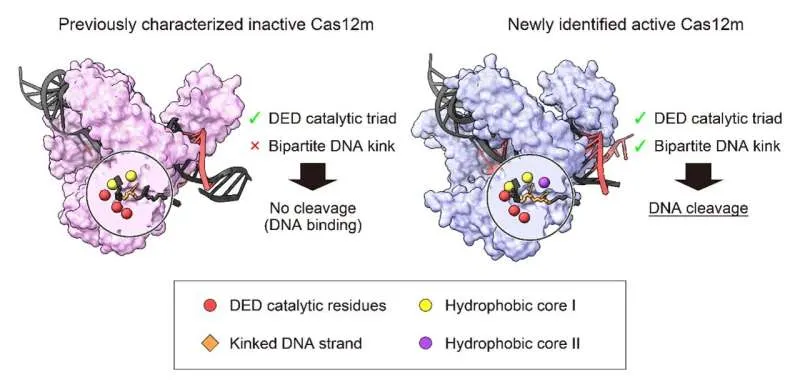 Previously characterized inactive Cas12m
✓ DED catalytic triad
× Bipartite DNA kink
No cleavage
(DNA binding)
Newly identified active Cas12m
✓ DED catalytic triad
✓ Bipartite DNA kink
DNA cleavage
DED catalytic residues
Hydrophobic core I
Kinked DNA strand
Hydrophobic core II